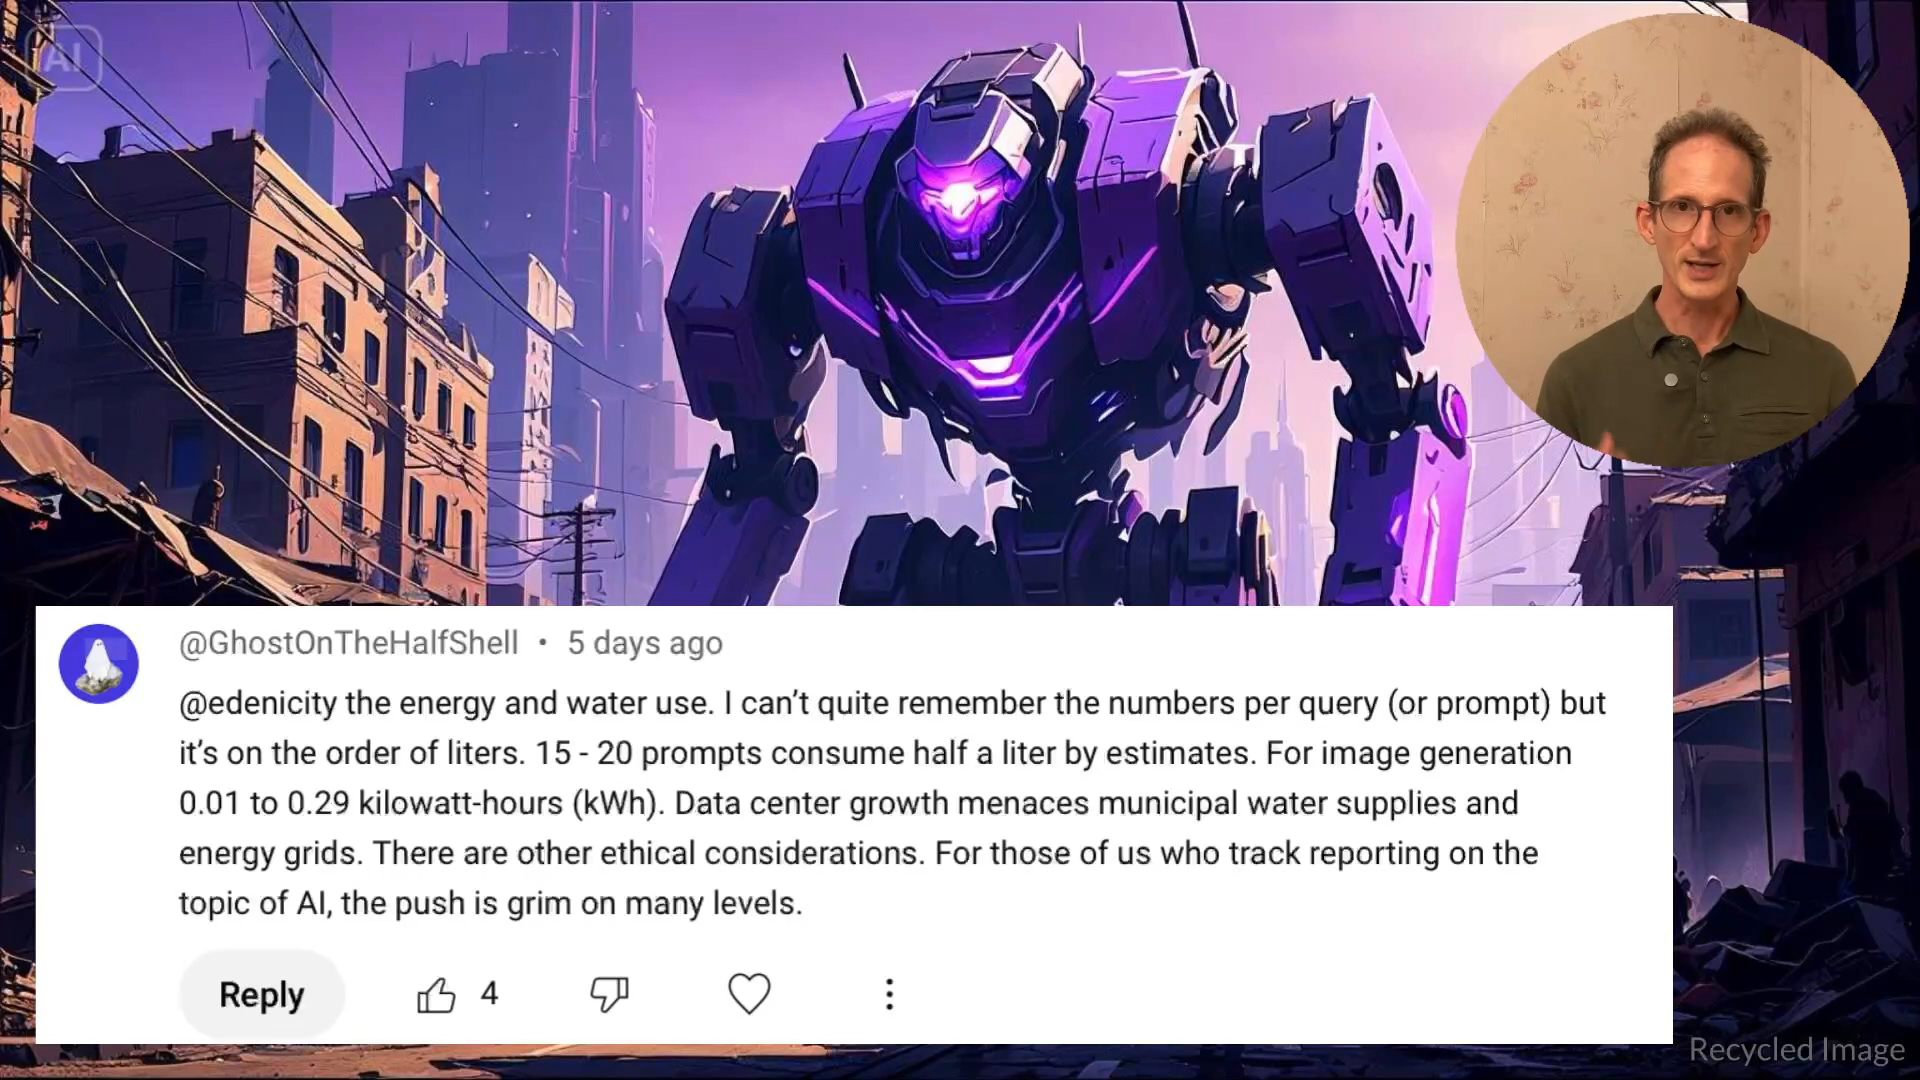 AI
@GhostOnTheHalfShell • 5 days ago
@edenicity the energy and water use. I can’t quite remember the numbers per query (or prompt) but
it’s on the order of liters. 15 - 20 prompts consume half a liter by estimates. For image generation
0.01 to 0.29 kilowatt-hours (kWh). Data center growth menaces municipal water supplies and
energy grids. There are other ethical considerations. For those of us who track reporting on the
topic of AI, the push is grim on many levels.
Reply 4
Recycled Image